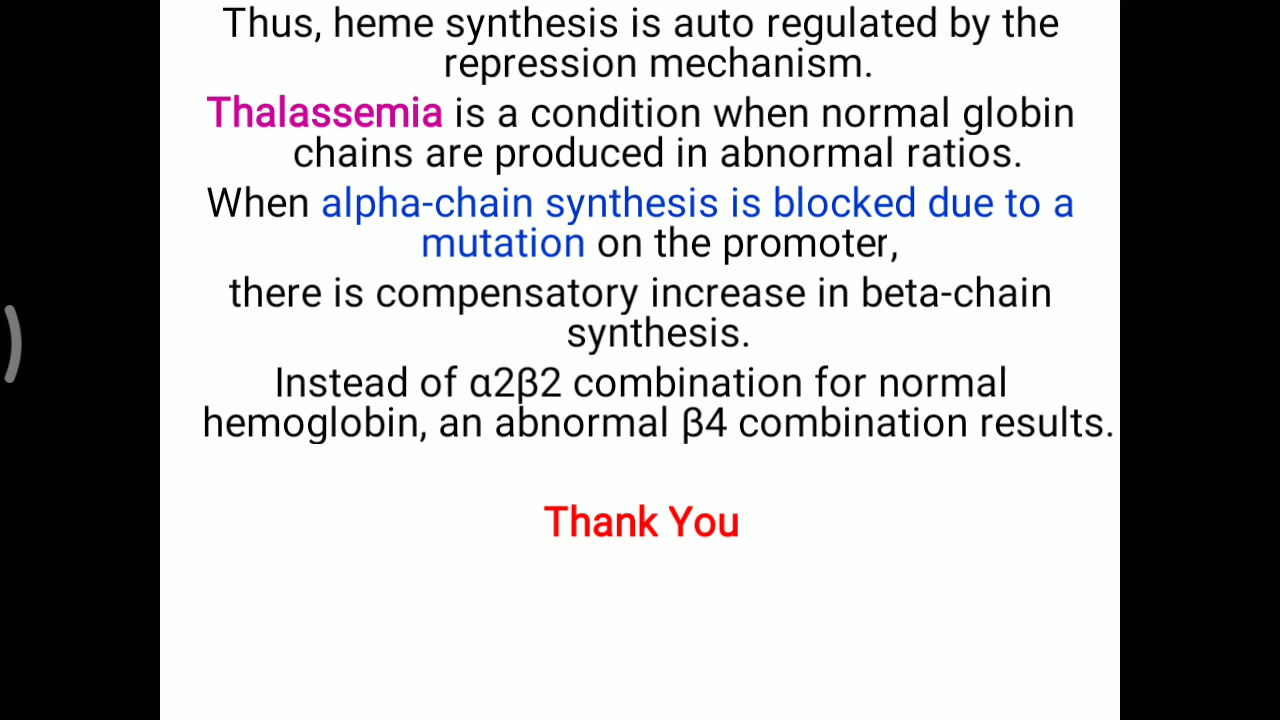 Thus, heme synthesis is auto regulated by the
repression mechanism.
Thalassemia is a condition when normal globin
chains are produced in abnormal ratios.
When alpha-chain synthesis is blocked due to a
mutation on the promoter,
there is compensatory increase in beta-chain
synthesis.
Instead of α2β2 combination for normal
hemoglobin, an abnormal β4 combination results.
Thank You